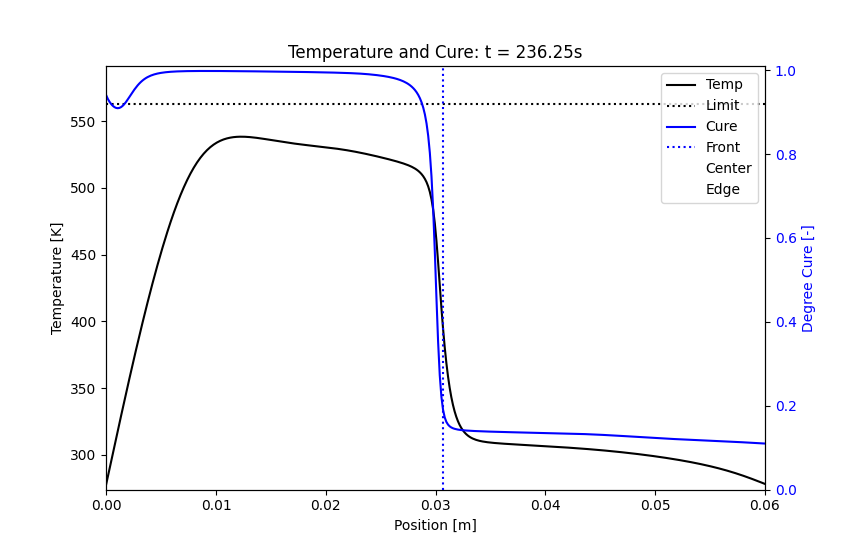 Temperature and Cure: t = 236.25s
Temp
Limit
Cure
Front
Center
Edge
Temperature [K]
550
500
450
400
350
300
1.0
0.8
0.6
0.4
0.2
0.0
Degree Cure [-]
0.00
0.01
0.02
0.03
0.04
0.05
0.06
Position [m]